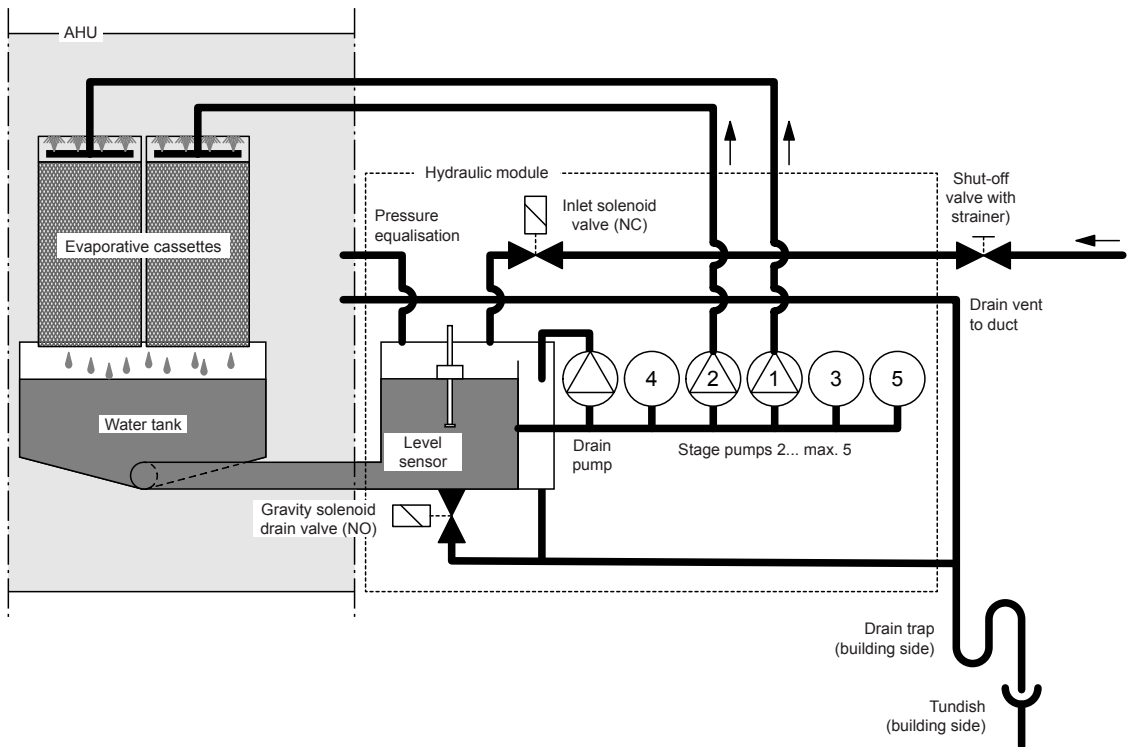 AHU
Hydraulic module
Shut-off
valve with
strainer)
Inlet solenoid
valve (NC)
Pressure
equalisation
Evaporative cassettes
Drain vent
to duct
4
2
1
3
5
Water tank
Level
sensor
Drain
pump
Stage pumps 2... max. 5
Gravity solenoid
drain valve (NO)
Drain trap
(building side)
Tundish
(building side)